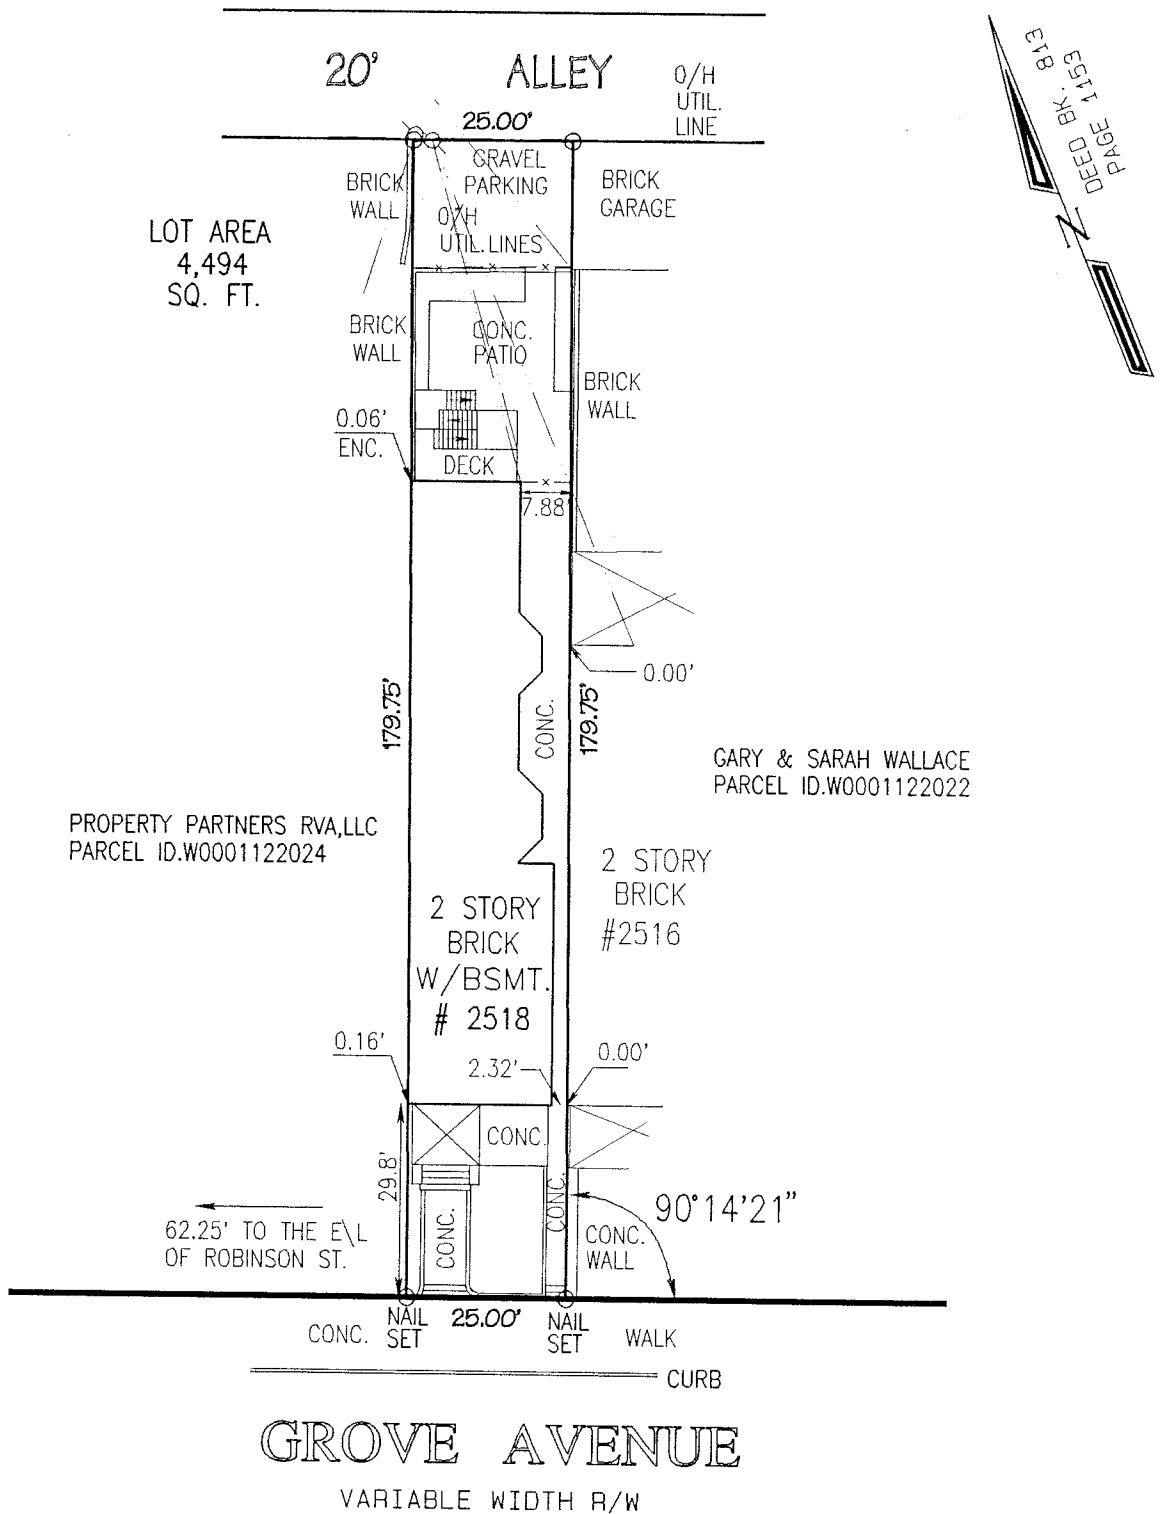 20' ALLEY
O/H
UTIL.
LINE
DEED BK. 813
PAGE 1153
N
25.00'
GRAVEL
PARKING
BRICK
WALL
BRICK
GARAGE
O/H
UTIL. LINES
LOT AREA
4,494
SQ. FT.
BRICK
WALL
CONC.
PATIO
BRICK
WALL
0.06'
ENC.
DECK
7.88'
0.00'
179.75'
CONC.
179.75'
GARY & SARAH WALLACE
PARCEL ID.W0001122022
PROPERTY PARTNERS RVA,LLC
PARCEL ID.W0001122024
2 STORY
BRICK
#2516
2 STORY
BRICK
W/BSMT.
# 2518
0.16'
2.32'
0.00'
CONC.
29.8'
CONC.
CONC.
90°14'21"
62.25' TO THE E\L
OF ROBINSON ST.
CONC.
WALL
CONC.
NAIL
SET
25.00'
NAIL
SET
WALK
CURB
GROVE AVENUE
VARIABLE WIDTH R/W